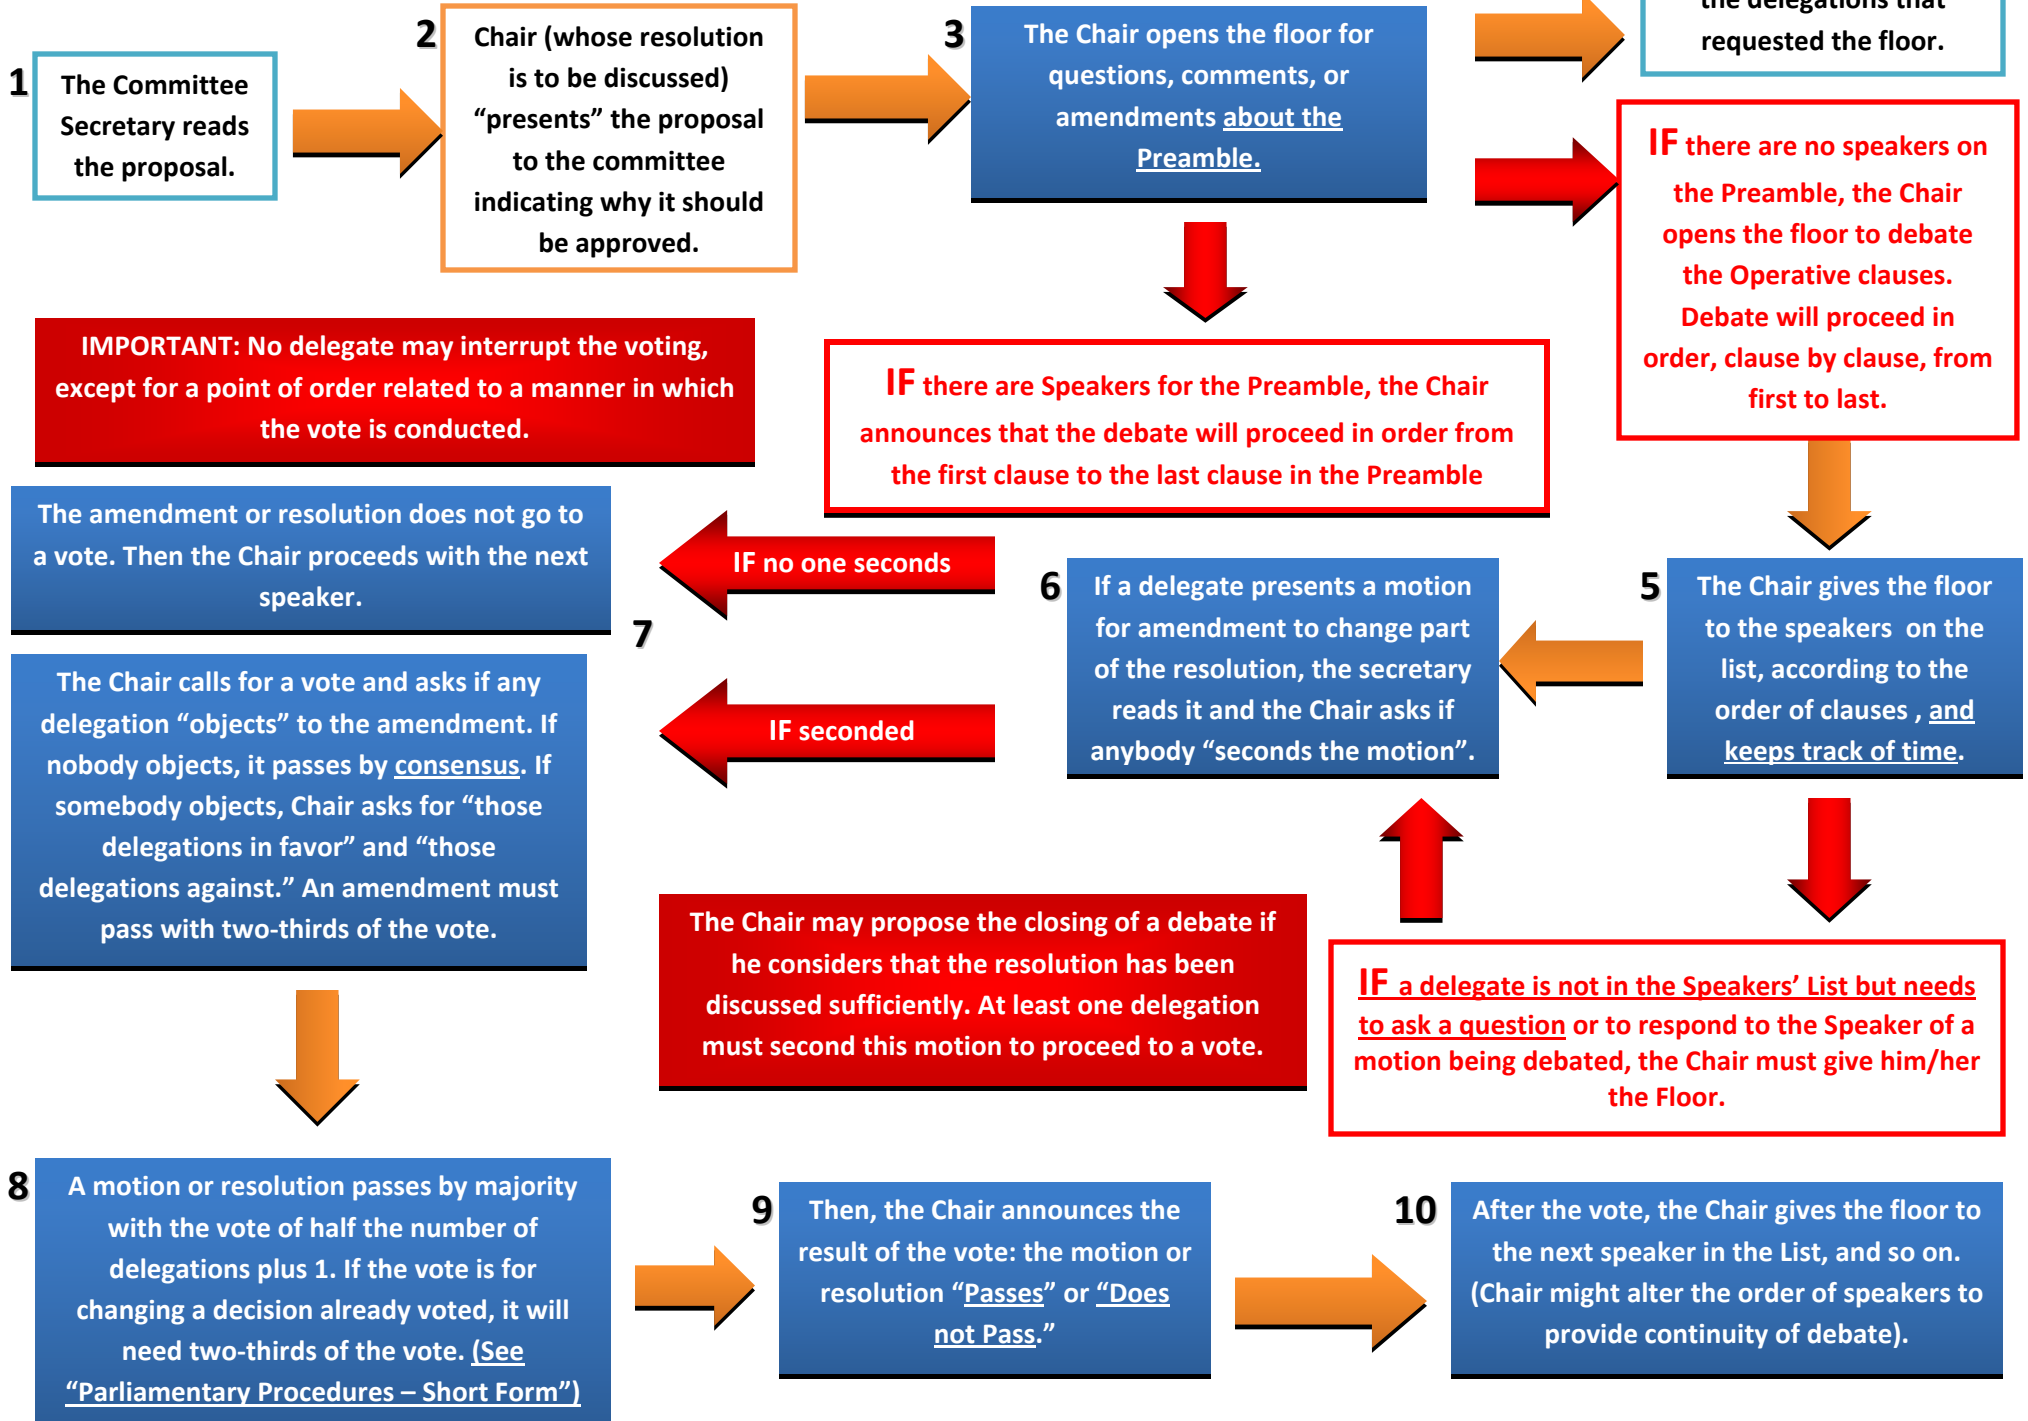 1
The Committee
Secretary reads
the proposal.
2
Chair (whose resolution
is to be discussed)
“presents” the proposal
to the committee
indicating why it should
be approved.
3
The Chair opens the floor for
questions, comments, or
amendments about the
Preamble.
the delegations that
requested the floor.
IF there are no speakers on
the Preamble, the Chair
opens the floor to debate
the Operative clauses.
Debate will proceed in
order, clause by clause, from
first to last.
IMPORTANT: No delegate may interrupt the voting,
except for a point of order related to a manner in which
the vote is conducted.
IF there are Speakers for the Preamble, the Chair
announces that the debate will proceed in order from
the first clause to the last clause in the Preamble
5
The Chair gives the floor
to the speakers on the
list, according to the
order of clauses , and
keeps track of time.
6
If a delegate presents a motion
for amendment to change part
of the resolution, the secretary
reads it and the Chair asks if
anybody “seconds the motion”.
IF no one seconds
The amendment or resolution does not go to
a vote. Then the Chair proceeds with the next
speaker.
7
IF seconded
The Chair calls for a vote and asks if any
delegation “objects” to the amendment. If
nobody objects, it passes by consensus. If
somebody objects, Chair asks for “those
delegations in favor” and “those
delegations against.” An amendment must
pass with two-thirds of the vote.
The Chair may propose the closing of a debate if
he considers that the resolution has been
discussed sufficiently. At least one delegation
must second this motion to proceed to a vote.
IF a delegate is not in the Speakers’ List but needs
to ask a question or to respond to the Speaker of a
motion being debated, the Chair must give him/her
the Floor.
8
A motion or resolution passes by majority
with the vote of half the number of
delegations plus 1. If the vote is for
changing a decision already voted, it will
need two-thirds of the vote. (See
“Parliamentary Procedures – Short Form”)
9
Then, the Chair announces the
result of the vote: the motion or
resolution “Passes” or “Does
not Pass.”
10
After the vote, the Chair gives the floor to
the next speaker in the List, and so on.
(Chair might alter the order of speakers to
provide continuity of debate).